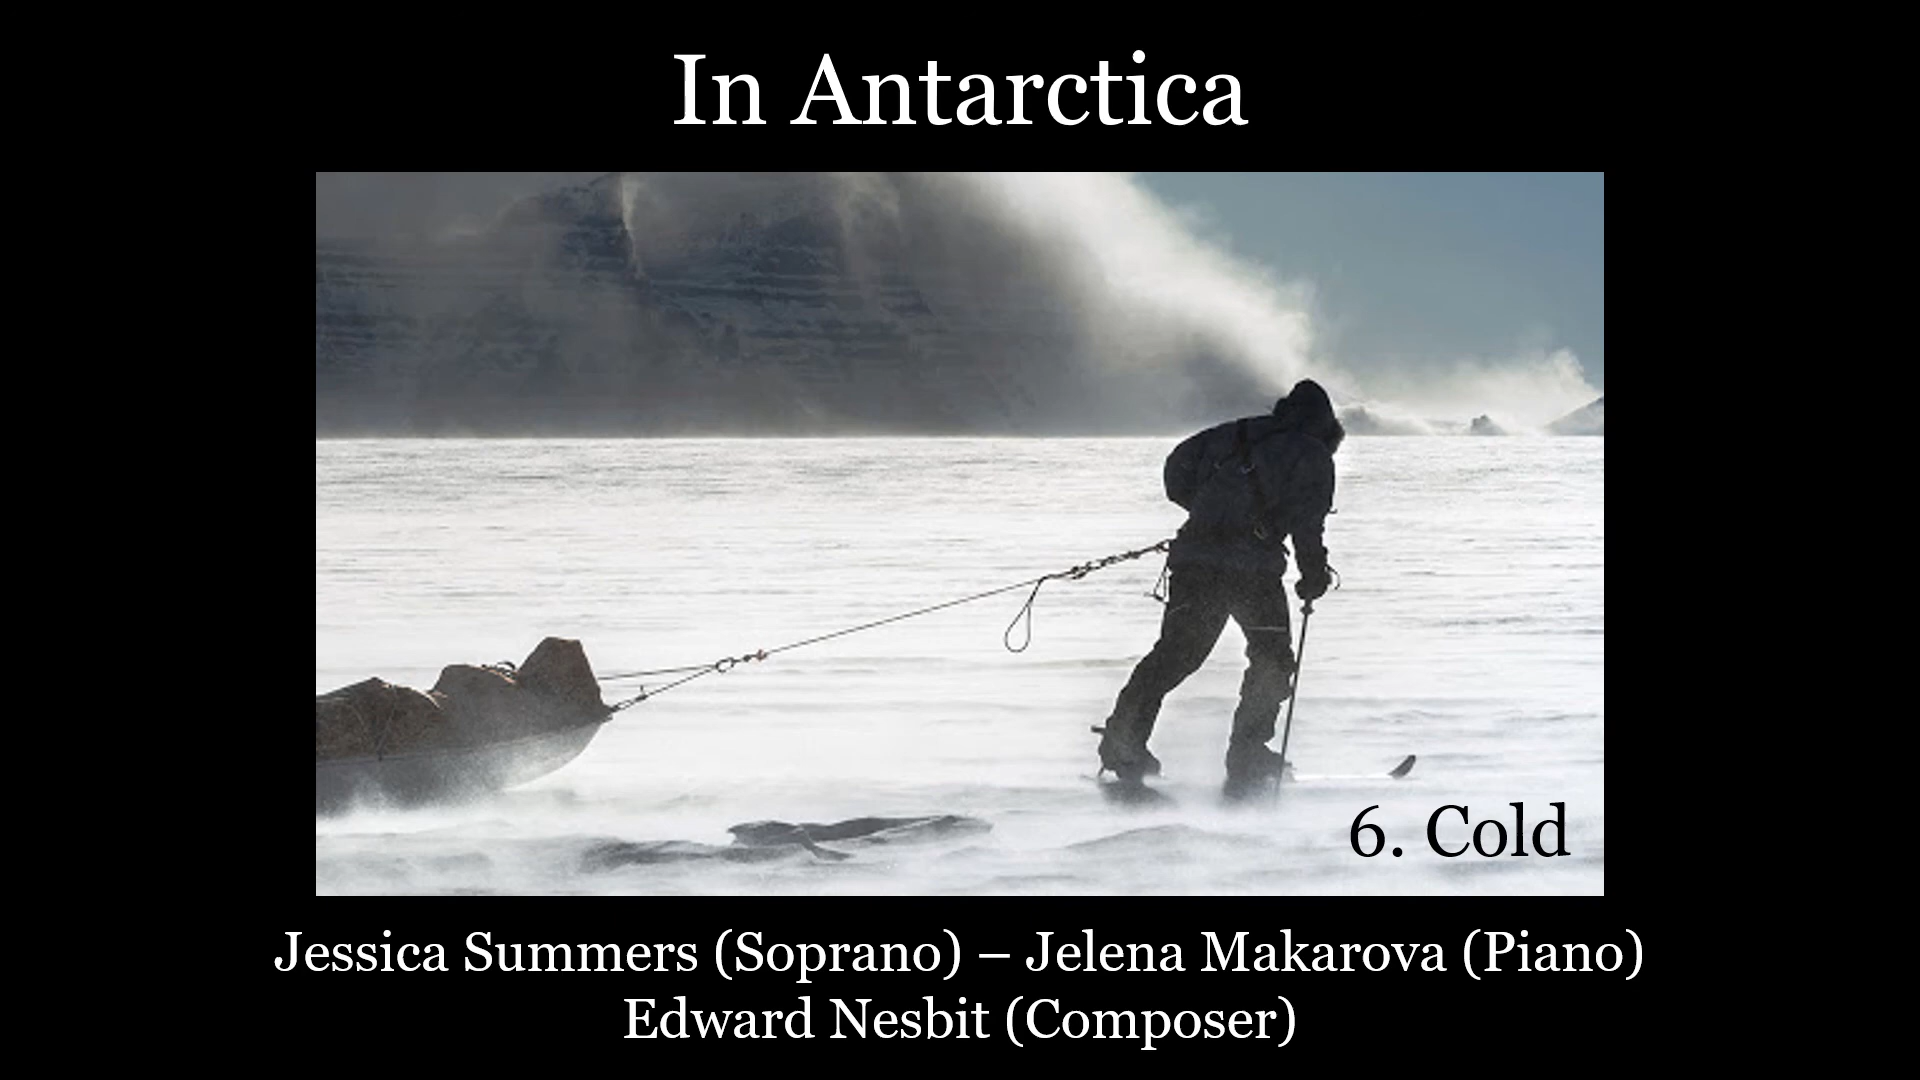 In Antarctica
6. Cold
Jessica Summers (Soprano) – Jelena Makarova (Piano)
Edward Nesbit (Composer)